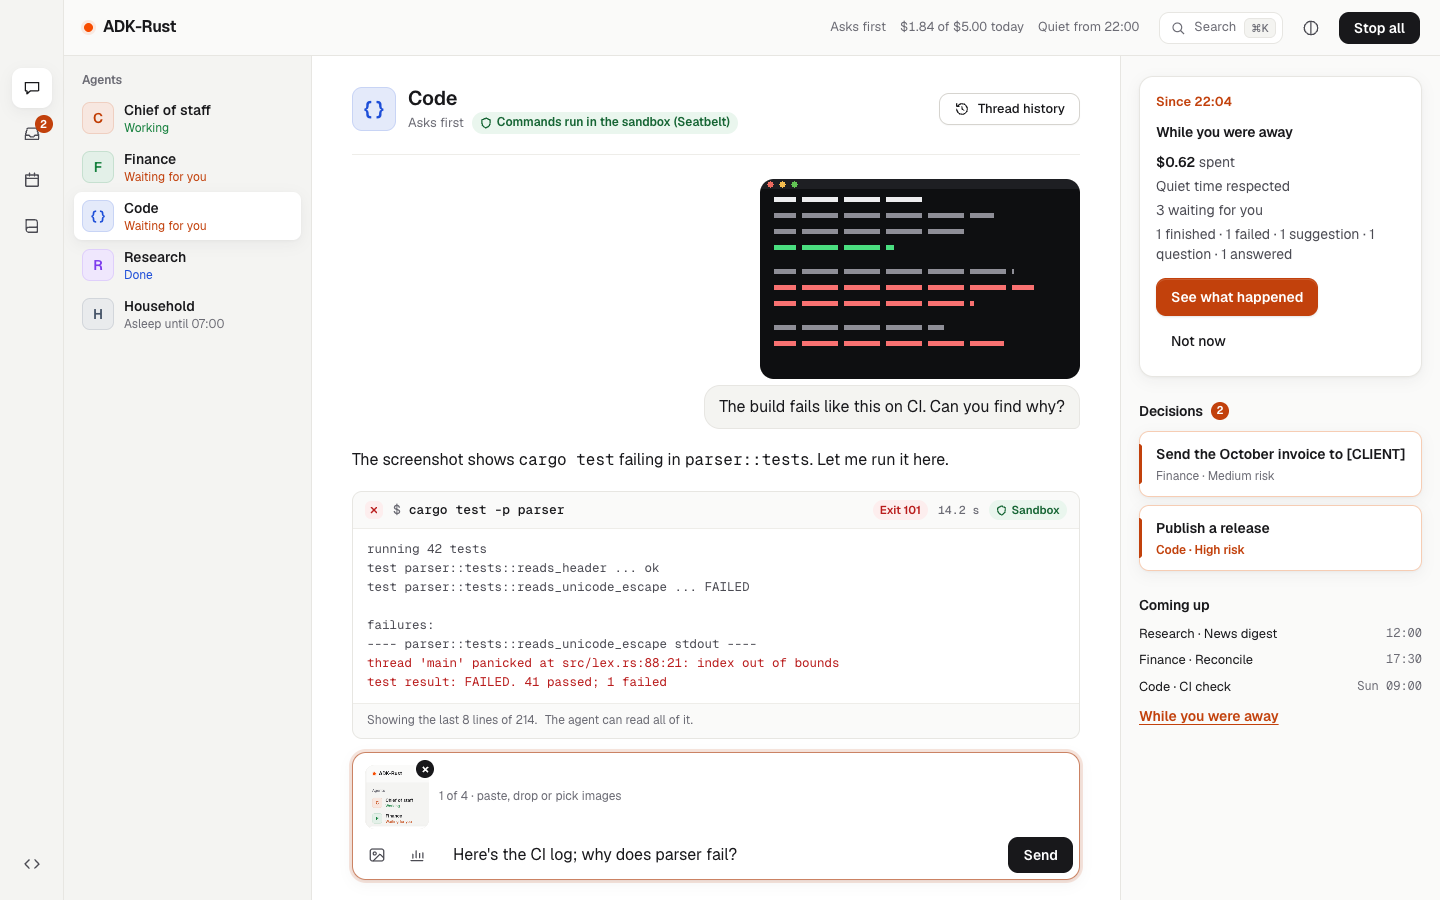 ADK-Rust
Asks first $1.84 of $5.00 today Quiet from 22:00
Search ⌘K
Stop all
2
Agents
C
Chief of staff
Working
F
Finance
Waiting for you
{}
Code
Waiting for you
R
Research
Done
H
Household
Asleep until 07:00
{}
Code
Asks first
Commands run in the sandbox (Seatbelt)
Thread history
The build fails like this on CI. Can you find why?
The screenshot shows cargo test failing in parser::tests. Let me run it here.
$ cargo test -p parser
Exit 101 14.2 s Sandbox
running 42 tests
test parser::tests::reads_header ... ok
test parser::tests::reads_unicode_escape ... FAILED
failures:
---- parser::tests::reads_unicode_escape stdout ----
thread 'main' panicked at src/lex.rs:88:21: index out of bounds
test result: FAILED. 41 passed; 1 failed
Showing the last 8 lines of 214. The agent can read all of it.
ADK-Rust
Agents
C
Chief of staff
Working
F
Finance
Waiting for you
1 of 4 · paste, drop or pick images
Here's the CI log; why does parser fail?
Send
Since 22:04
While you were away
$0.62 spent
Quiet time respected
3 waiting for you
1 finished · 1 failed · 1 suggestion · 1
question · 1 answered
See what happened
Not now
Decisions 2
Send the October invoice to [CLIENT]
Finance · Medium risk
Publish a release
Code · High risk
Coming up
Research · News digest 12:00
Finance · Reconcile 17:30
Code · CI check Sun 09:00
While you were away